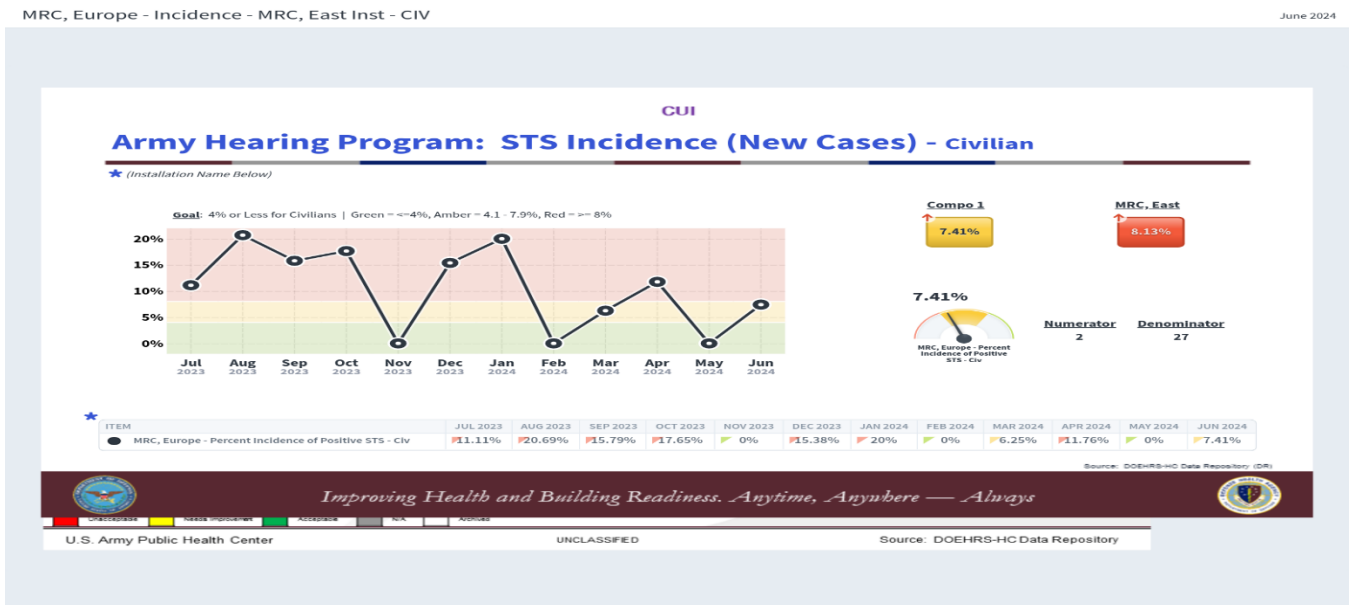 MRC, Europe - Incidence - MRC, East Inst - CIV
June 2024
CUI
Army Hearing Program: STS Incidence (New Cases) - Civilian
(Installation Name Below)
Goal: 4% or Less for Civilians | Green = <=4%, Amber = 4.1 - 7.9%, Red = >= 8%
20%
15%
10%
5%
0%
Jul Aug Sep Oct Nov Dec Jan Feb Mar Apr May Jun
2023 2023 2023 2023 2023 2023 2024 2024 2024 2024 2024 2024
Compo 1
7.41%
MRC, East
8.13%
7.41%
MRC, Europe - Percent
Incidence of Positive
STS - Civ
Numerator
2
Denominator
27
ITEM JUL 2023 AUG 2023 SEP 2023 OCT 2023 NOV 2023 DEC 2023 JAN 2024 FEB 2024 MAR 2024 APR 2024 MAY 2024 JUN 2024
MRC, Europe - Percent Incidence of Positive STS - Civ 11.11% 20.69% 15.79% 17.65% 0% 15.38% 20% 0% 6.25% 11.76% 0% 7.41%
Source: DOEHRS-HC Data Repository (DR)
Improving Health and Building Readiness. Anytime, Anywhere — Always
Unacceptable Needs Improvement Acceptable N/A Archived
U.S. Army Public Health Center
UNCLASSIFIED
Source: DOEHRS-HC Data Repository